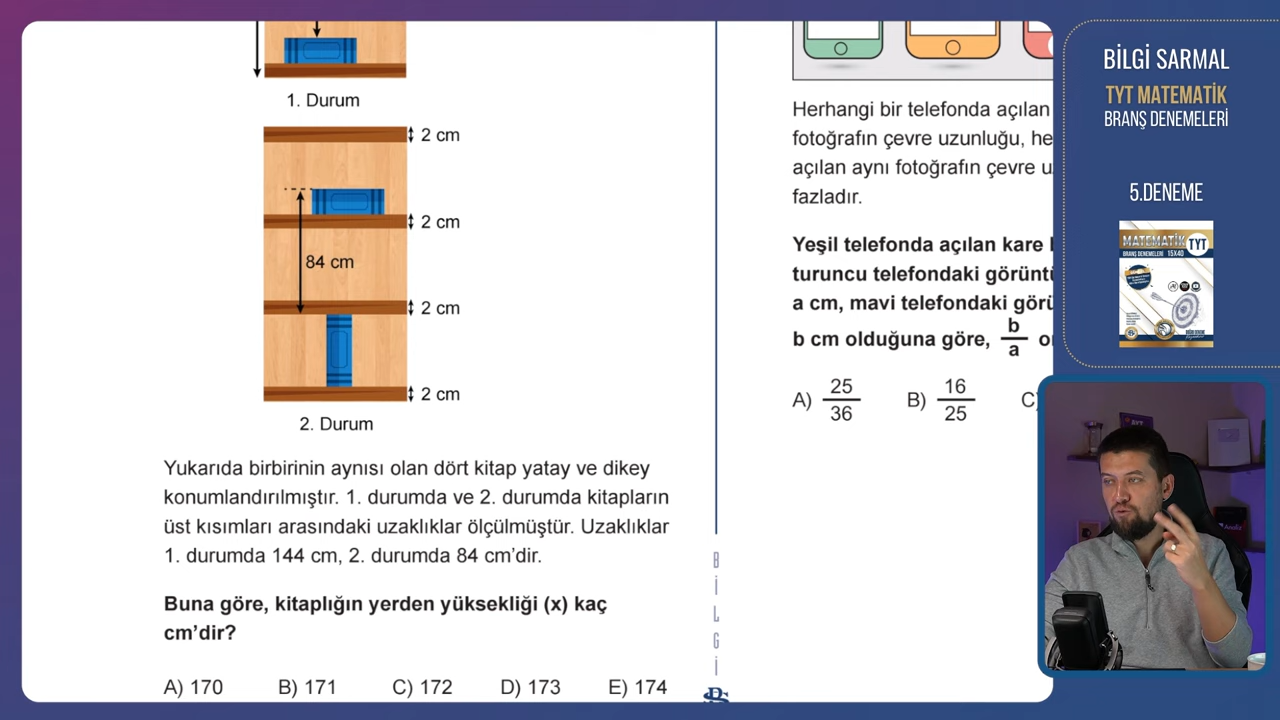 1. Durum
2 cm
2 cm
84 cm
2 cm
2 cm
2. Durum
Yukarıda birbirinin aynısı olan dört kitap yatay ve dikey
konumlandırılmıştır. 1. durumda ve 2. durumda kitapların
üst kısımları arasındaki uzaklıklar ölçülmüştür. Uzaklıklar
1. durumda 144 cm, 2. durumda 84 cm'dir.
Buna göre, kitaplığın yerden yüksekliği (x) kaç
cm'dir?
A) 170 B) 171 C) 172 D) 173 E) 174
BİLGİ
Herhangi bir telefonda açılan
fotoğrafın çevre uzunluğu, he
açılan aynı fotoğrafın çevre u
fazladır.
Yeşil telefonda açılan kare
turuncu telefondaki görüntü
a cm, mavi telefondaki görü
b cm olduğuna göre, b/a o
A) 25/36 B) 16/25 C)
BİLGİ SARMAL
TYT MATEMATİK
BRANŞ DENEMELERİ
5.DENEME
MATEMATİK TYT
BRANŞ DENEMELERİ 15X40